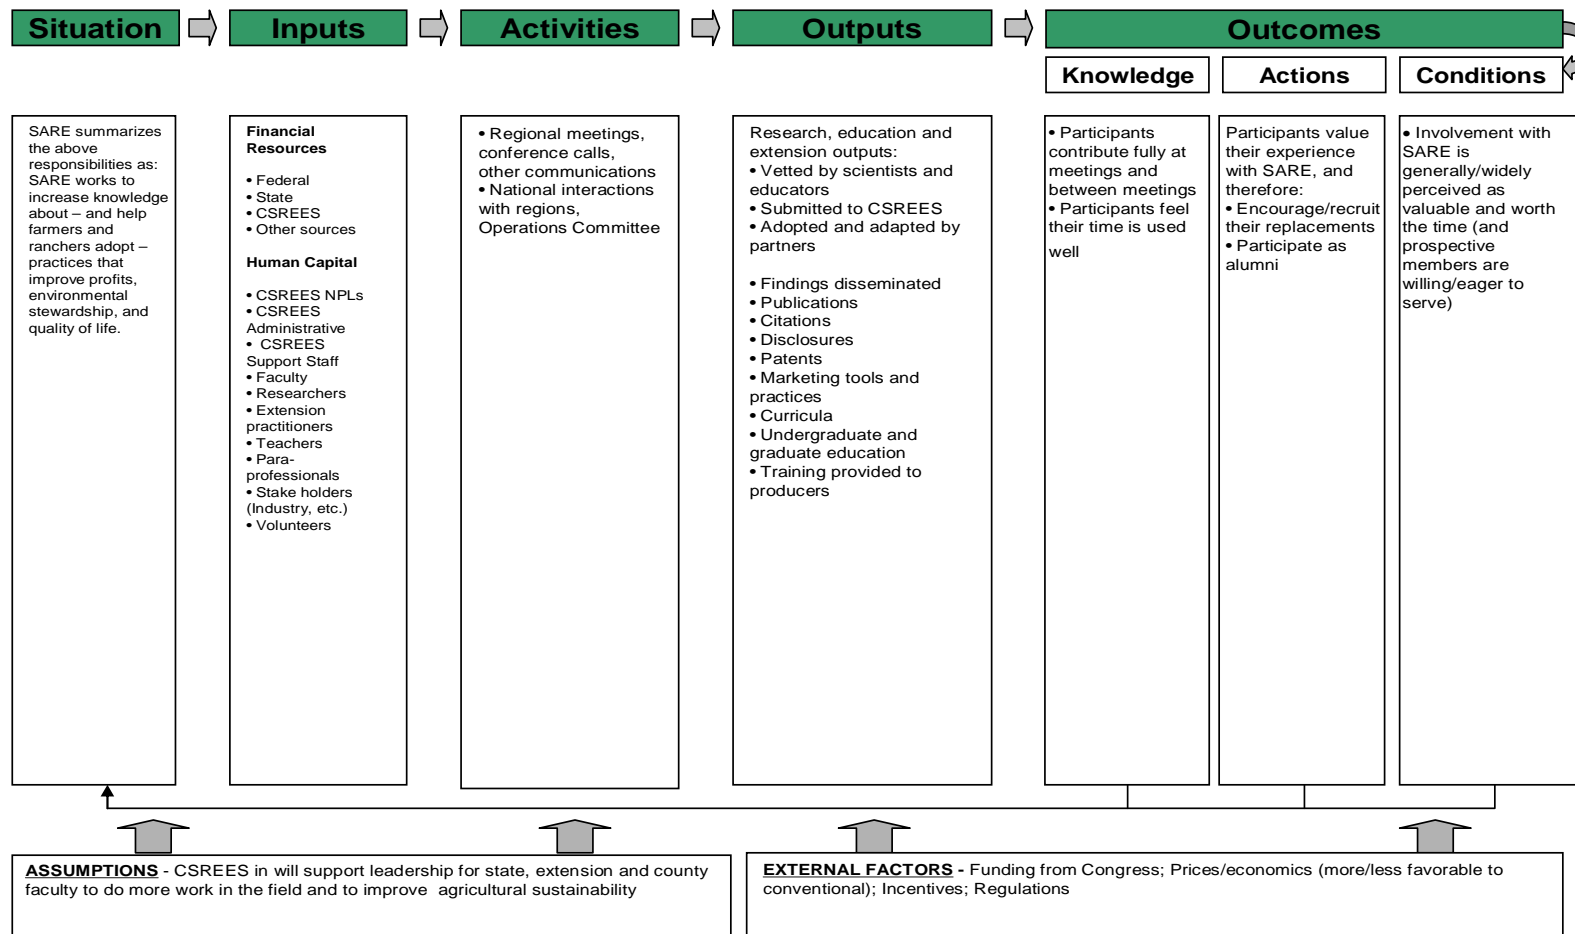 Situation
Inputs
Activities
Outputs
Outcomes
Knowledge
Actions
Conditions
SARE summarizes
the above
responsibilities as:
SARE works to
increase knowledge
about – and help
farmers and
ranchers adopt –
practices that
improve profits,
environmental
stewardship, and
quality of life.
Financial
Resources
• Federal
• State
• CSREES
• Other sources
Human Capital
• CSREES NPLs
• CSREES
Administrative
• CSREES
Support Staff
• Faculty
• Researchers
• Extension
practitioners
• Teachers
• Para-
professionals
• Stake holders
(Industry, etc.)
• Volunteers
• Regional meetings,
conference calls,
other communications
• National interactions
with regions,
Operations Committee
Research, education and
extension outputs:
• Vetted by scientists and
educators
• Submitted to CSREES
• Adopted and adapted by
partners
• Findings disseminated
• Publications
• Citations
• Disclosures
• Patents
• Marketing tools and
practices
• Curricula
• Undergraduate and
graduate education
• Training provided to
producers
• Participants
contribute fully at
meetings and
between meetings
• Participants feel
their time is used
well
Participants value
their experience
with SARE, and
therefore:
• Encourage/recruit
their replacements
• Participate as
alumni
• Involvement with
SARE is
generally/widely
perceived as
valuable and worth
the time (and
prospective
members are
willing/eager to
serve)
ASSUMPTIONS - CSREES in will support leadership for state, extension and county
faculty to do more work in the field and to improve agricultural sustainability
EXTERNAL FACTORS - Funding from Congress; Prices/economics (more/less favorable to
conventional); Incentives; Regulations